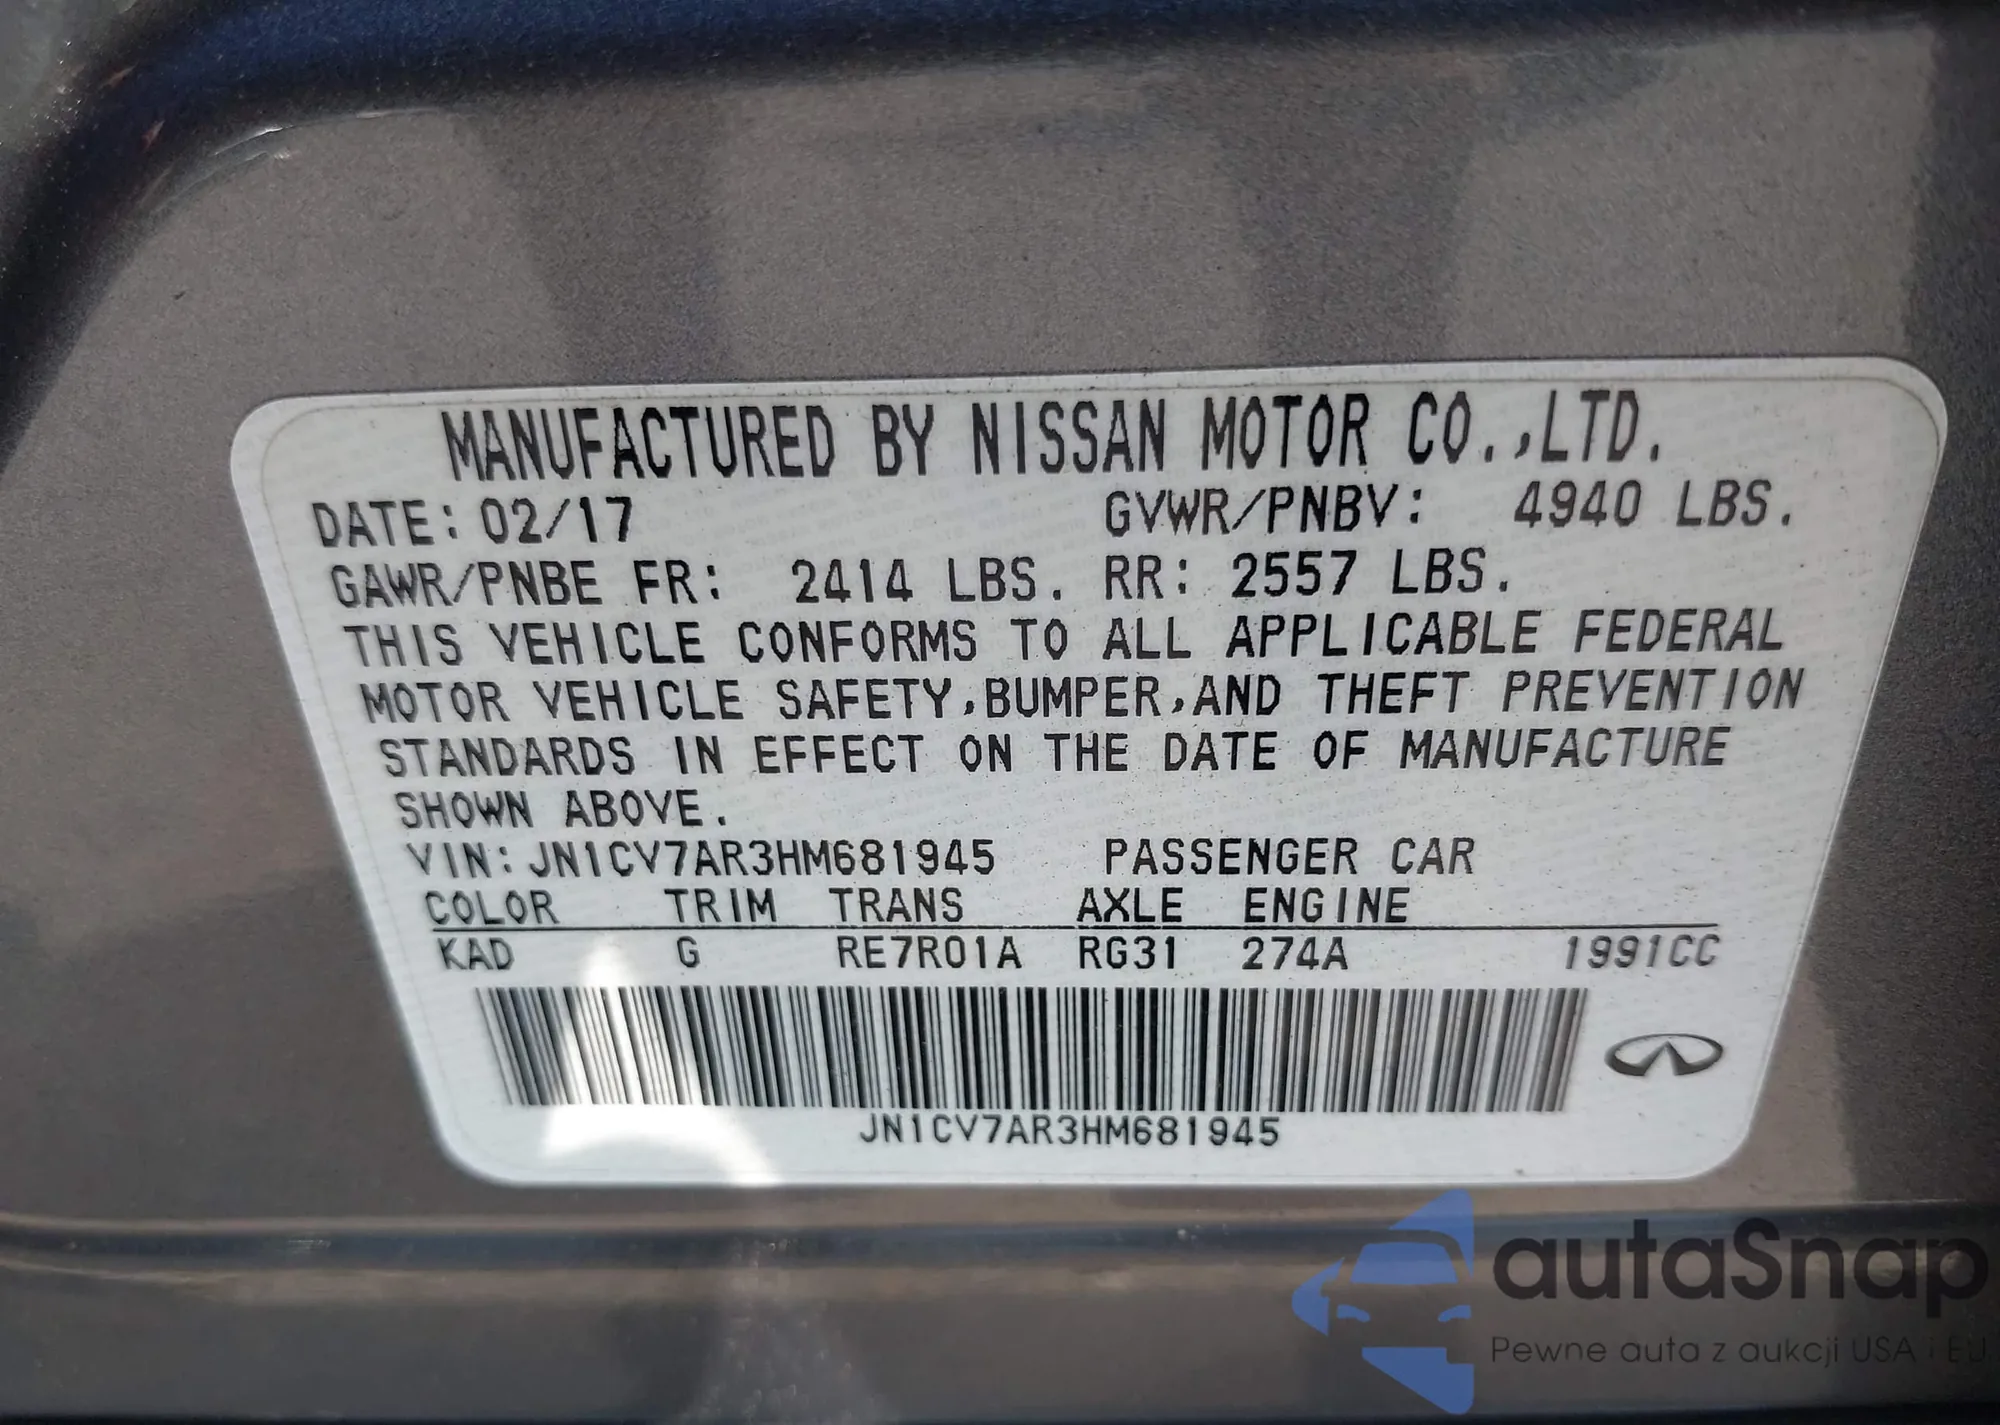 MANUFACTURED BY NISSAN MOTOR CO.,LTD.
DATE: 02/17 GVWR/PNBV: 4940 LBS.
GAWR/PNBE FR: 2414 LBS. RR: 2557 LBS.
THIS VEHICLE CONFORMS TO ALL APPLICABLE FEDERAL
MOTOR VEHICLE SAFETY,BUMPER,AND THEFT PREVENTION
STANDARDS IN EFFECT ON THE DATE OF MANUFACTURE
SHOWN ABOVE.
VIN: JN1CV7AR3HM681945 PASSENGER CAR
COLOR TRIM TRANS AXLE ENGINE
KAD G RE7R01A RG31 274A 1991CC
JN1CV7AR3HM681945
autaSnap
Pewne auta z aukcji USA i EU